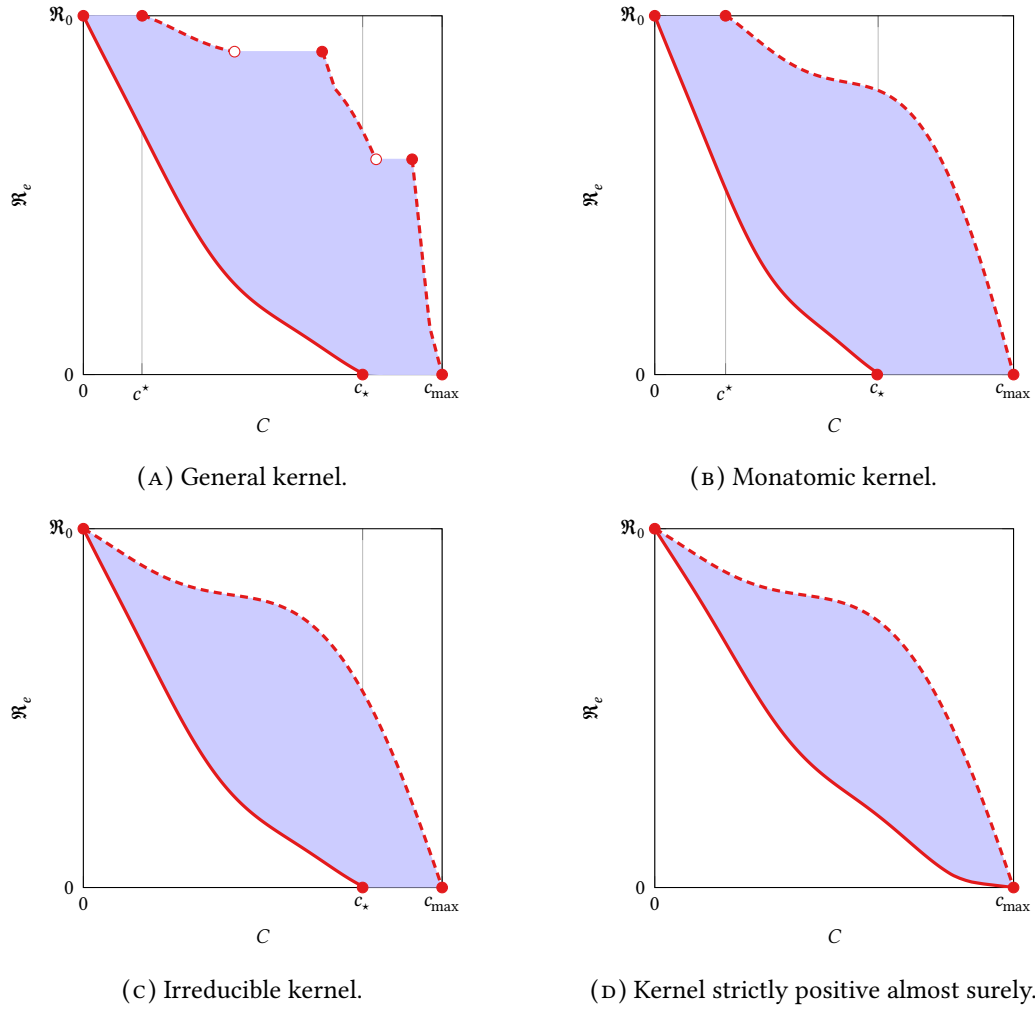 ℜ₀
ℜₑ
0
0
c⋆
c⋆
cmax
C
(A) General kernel.
ℜ₀
ℜₑ
0
0
c⋆
c⋆
cmax
C
(B) Monatomic kernel.
ℜ₀
ℜₑ
0
0
c⋆
cmax
C
(C) Irreducible kernel.
ℜ₀
ℜₑ
0
0
cmax
C
(D) Kernel strictly positive almost surely.